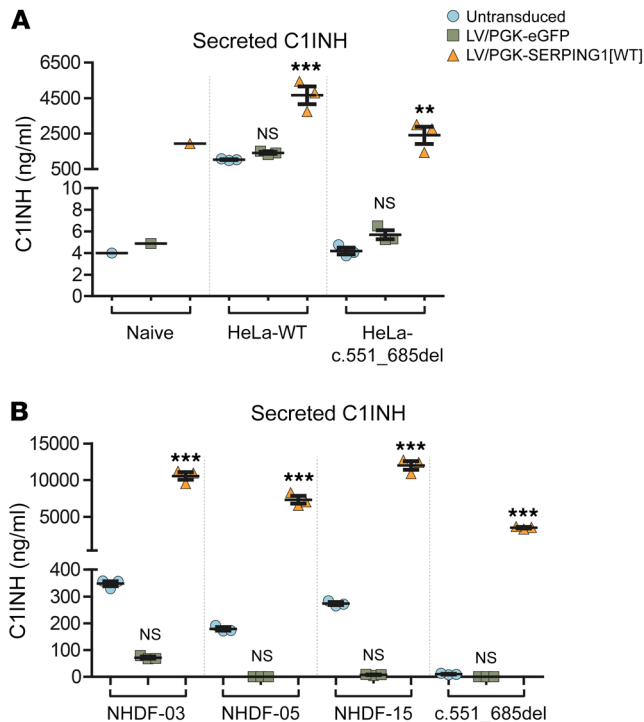 A
Untransduced
LV/PGK-eGFP
LV/PGK-SERPING1[WT]
Secreted C1INH
C1INH (ng/ml)
6500
4500
2500
500
10
8
6
4
2
0
***
NS
**
NS
Naive
HeLa-WT
HeLa-
c.551_685del
B
Secreted C1INH
C1INH (ng/ml)
15000
10000
5000
400
300
200
100
0
***
***
***
***
NS
NS
NS
NS
NHDF-03
NHDF-05
NHDF-15
c.551_685del